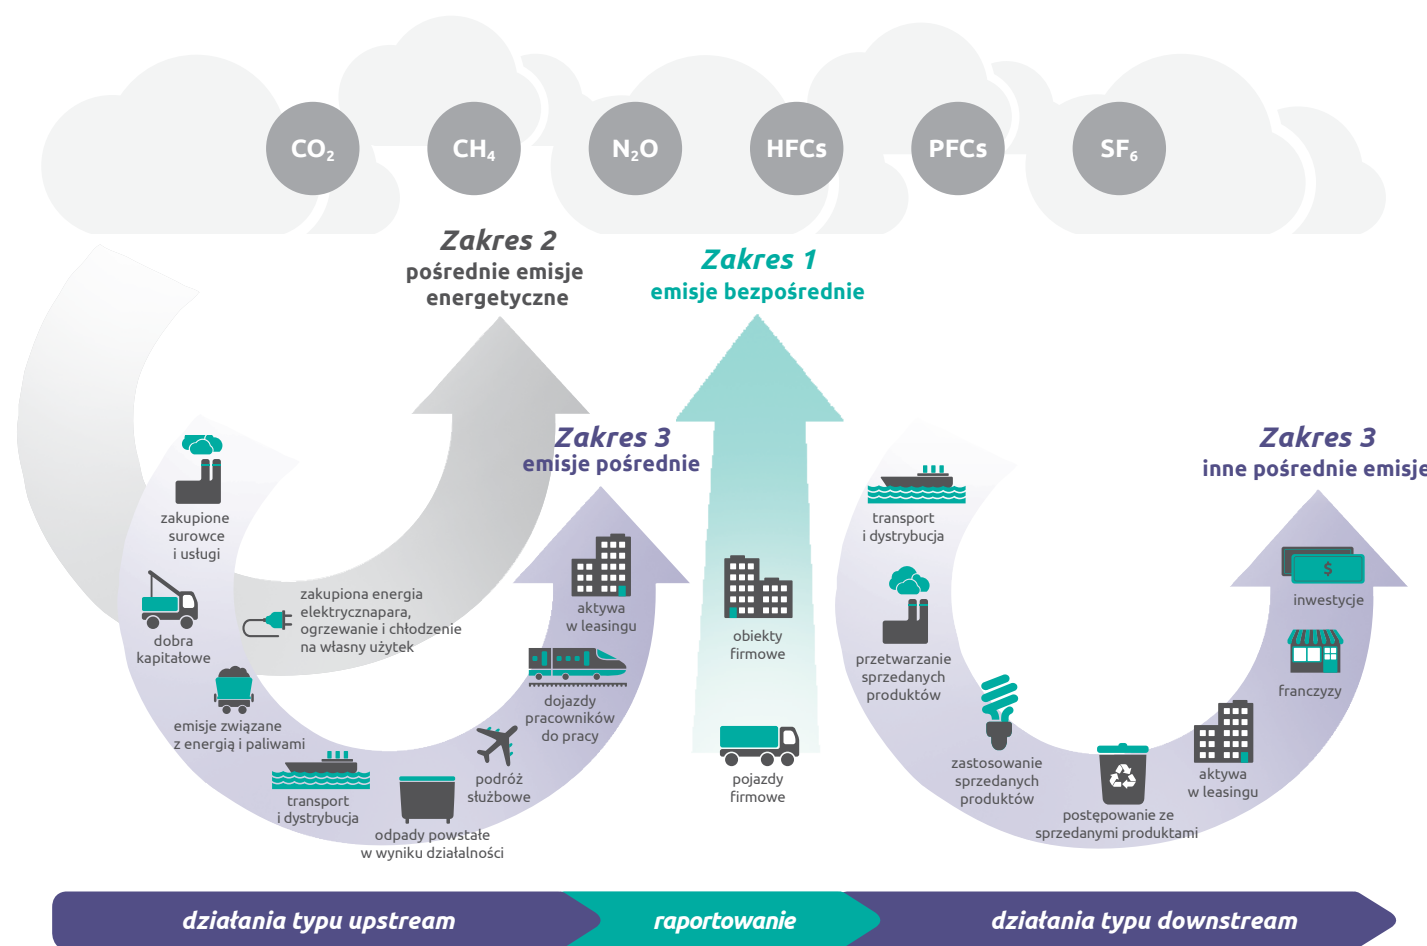 CO₂
CH₄
N₂O
HFCs
PFCs
SF₆
Zakres 2
pośrednie emisje
energetyczne
Zakres 1
emisje bezpośrednie
Zakres 3
emisje pośrednie
Zakres 3
inne pośrednie emisje
zakupione
surowce
i usługi
dobra
kapitałowe
zakupiona energia
elektrycznapara,
ogrzewanie i chłodzenie
na własny użytek
emisje związane
z energią i paliwami
transport
i dystrybucja
odpady powstałe
w wyniku działalności
podróż
służbowe
dojazdy
pracowników
do pracy
aktywa
w leasingu
obiekty
firmowe
pojazdy
firmowe
transport
i dystrybucja
przetwarzanie
sprzedanych
produktów
zastosowanie
sprzedanych
produktów
postępowanie ze
sprzedanymi produktami
aktywa
w leasingu
franczyzy
$
inwestycje
działania typu upstream
raportowanie
działania typu downstream